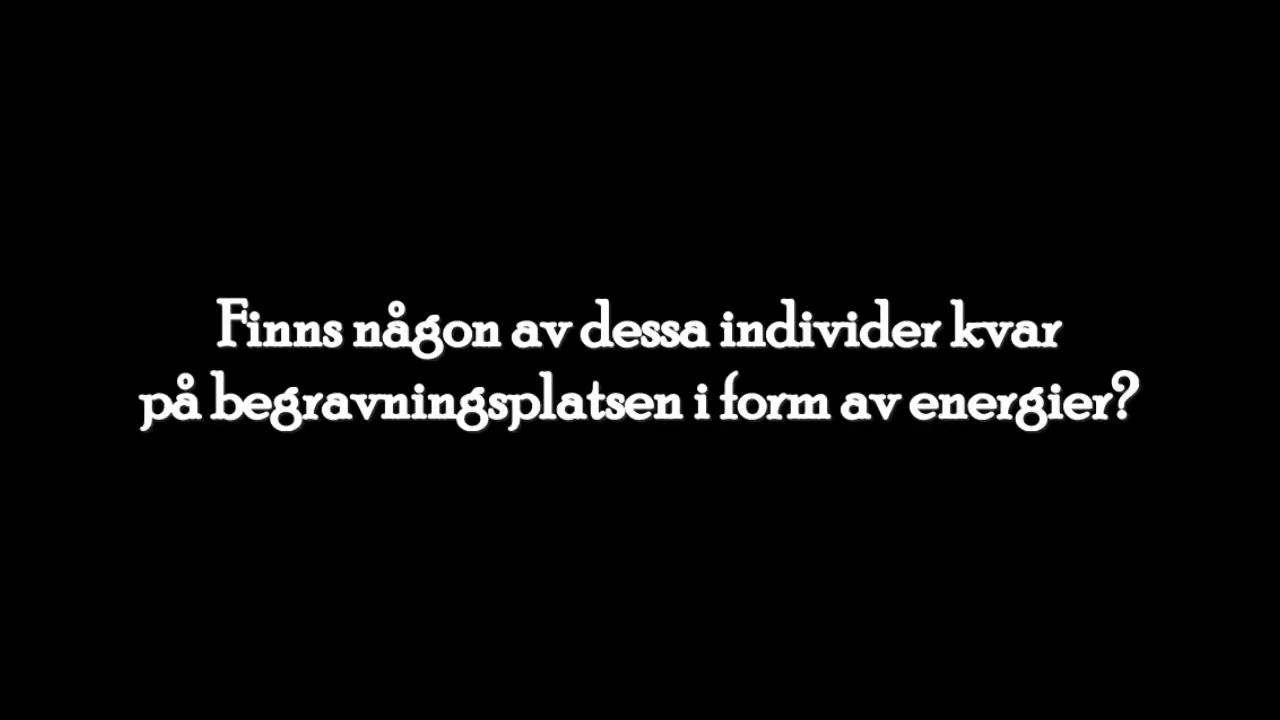 Finns någon av dessa individer kvar
på begravningsplatsen i form av energier?